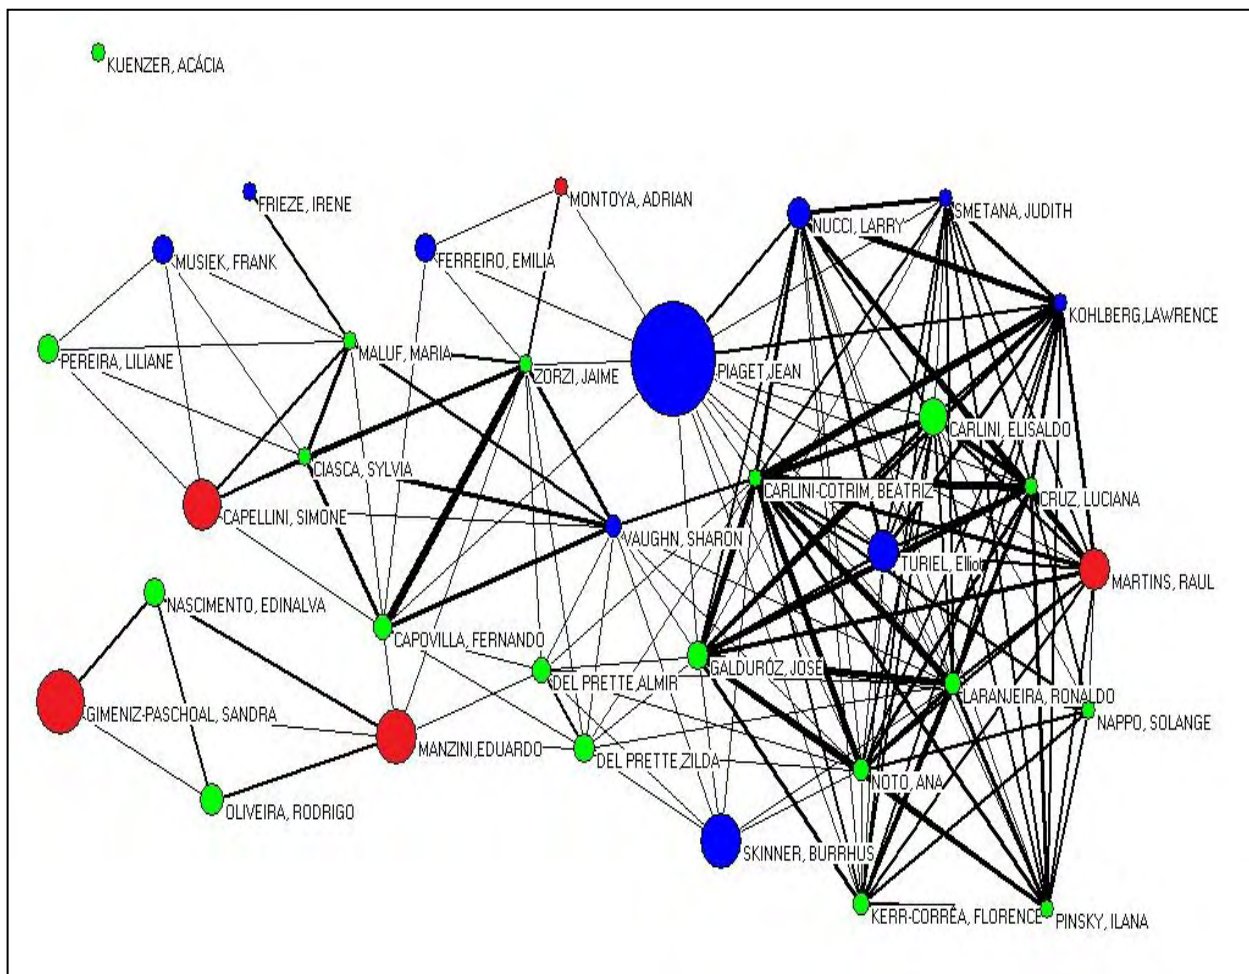 KUENZER, ACÁCIA
FRIEZE, IRENE
MONTOYA, ADRIAN
SMETANA, JUDITH
NUCCI, LARRY
MUSIEK, FRANK
FERREIRO, EMILIA
KOHLBERG,LAWRENCE
PEREIRA, LILIANE
MALUF, MARIA
ZORZI, JAIME
PIAGET,JEAN
CARLINI, ELISALDO
CIASCA, SYLVIA
CARLINI-COTRIM, BEATRIZ
CRUZ, LUCIANA
CAPELLINI, SIMONE
VAUGHN, SHARON
TURIEL, Elliot
MARTINS, RAUL
NASCIMENTO, EDINALVA
CAPOVILLA, FERNANDO
GALDURÓZ, JOSÉ
DEL PRETTE,ALMIR
LARANJEIRA, RONALDO
GIMENIZ-PASCHOAL, SANDRA
NAPPO, SOLANGE
MANZINI,EDUARDO
DEL PRETTE,ZILDA
NOTO, ANA
OLIVEIRA, RODRIGO
SKINNER, BURRHUS
KERR-CORRÊA, FLORENCE
PINSKY, ILANA